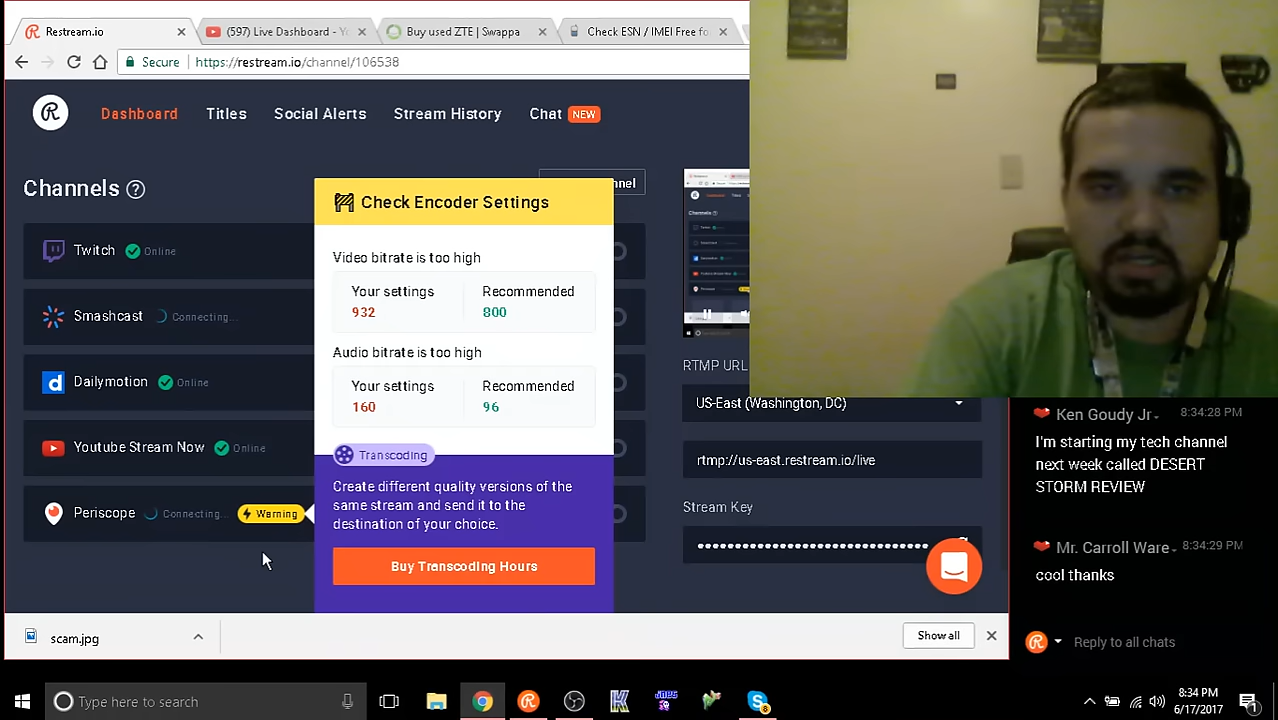 Restream.io
(597) Live Dashboard - Y
Buy used ZTE | Swappa
Check ESN / IMEI Free fo
Secure
https://restream.io/channel/106538
Dashboard
Titles
Social Alerts
Stream History
Chat NEW
Channels ?
nnel
Check Encoder Settings
Twitch Online
Video bitrate is too high
Your settings Recommended
932 800
Smashcast Connecting...
Audio bitrate is too high
Your settings Recommended
160 96
Dailymotion Online
Youtube Stream Now Online
Transcoding
Create different quality versions of the
same stream and send it to the
destination of your choice.
Periscope Connecting... Warning
Buy Transcoding Hours
RTMP URL
US-East (Washington, DC)
rtmp://us-east.restream.io/live
Stream Key
Ken Goudy Jr 8:34:28 PM
I'm starting my tech channel
next week called DESERT
STORM REVIEW
Mr. Carroll Ware 8:34:29 PM
cool thanks
Reply to all chats
scam.jpg
Show all
Type here to search
8:34 PM
6/17/2017